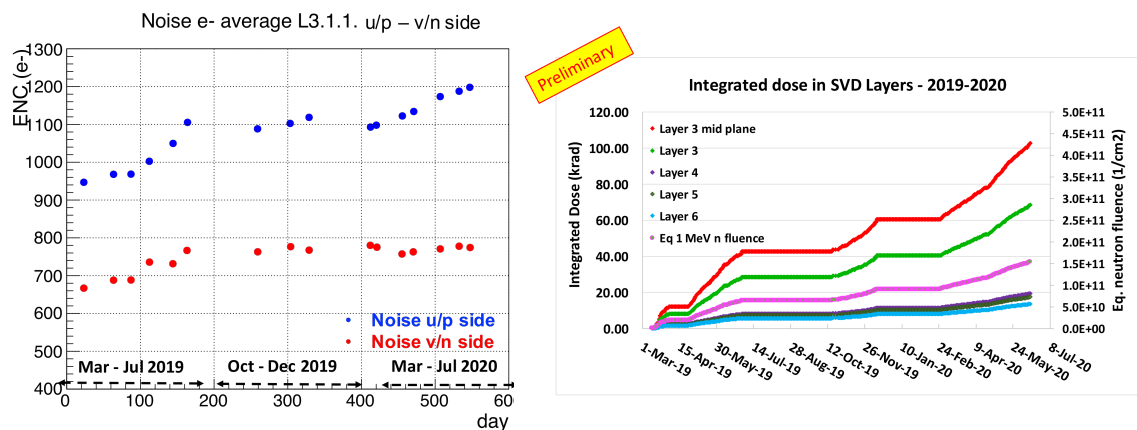 Noise e- average L3.1.1. u/p – v/n side
ENC (e-)
1300
1200
1100
1000
900
800
700
600
500
400
Noise u/p side
Noise v/n side
Mar - Jul 2019
Oct - Dec 2019
Mar - Jul 2020
0 100 200 300 400 500 600
day
Preliminary
Integrated dose in SVD Layers - 2019-2020
Integrated Dose (krad)
120.00
100.00
80.00
60.00
40.00
20.00
0.00
Layer 3 mid plane
Layer 3
Layer 4
Layer 5
Layer 6
Eq 1 MeV n fluence
5.0E+11
4.5E+11
4.0E+11
3.5E+11
3.0E+11
2.5E+11
2.0E+11
1.5E+11
1.0E+11
5.0E+10
0.0E+00
Eq. neutron fluence (1/cm2)
1-Mar-19
15-Apr-19
30-May-19
14-Jul-19
28-Aug-19
12-Oct-19
26-Nov-19
10-Jan-20
24-Feb-20
9-Apr-20
24-May-20
8-Jul-20